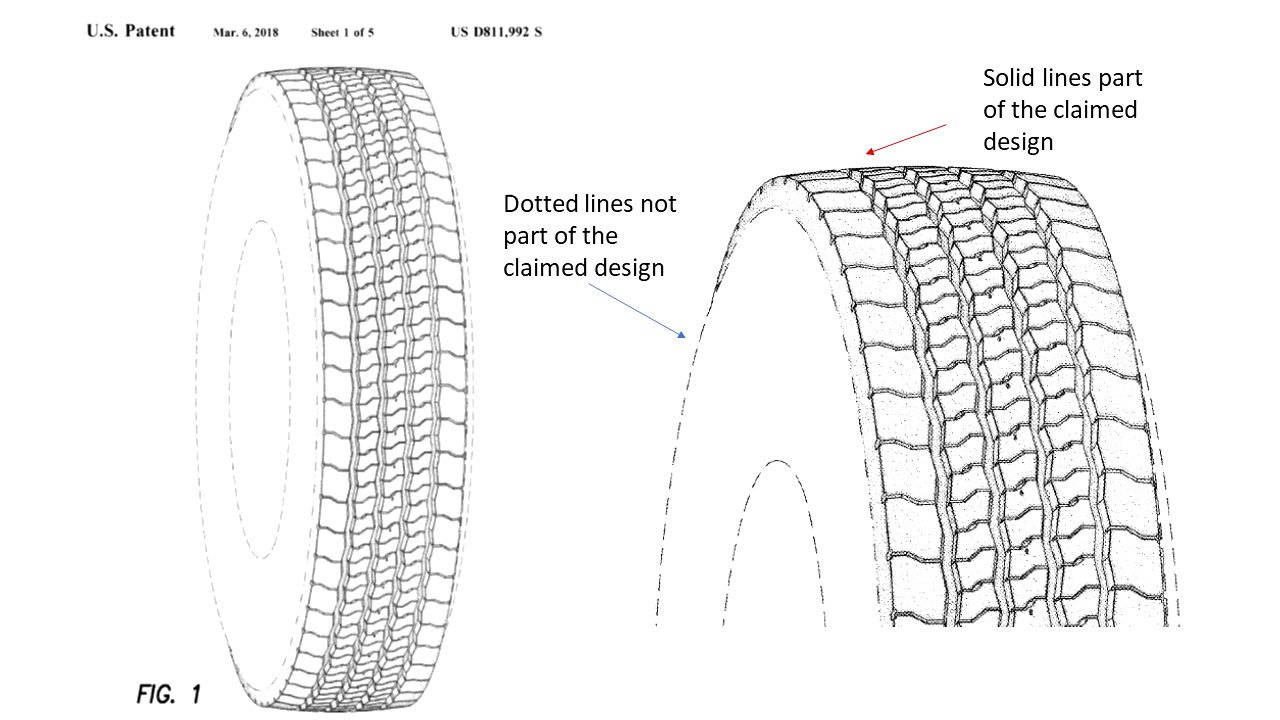 U.S. Patent Mar. 6, 2018 Sheet 1 of 5 US D811,992 S
Solid lines part
of the claimed
design
Dotted lines not
part of the
claimed design
FIG. 1